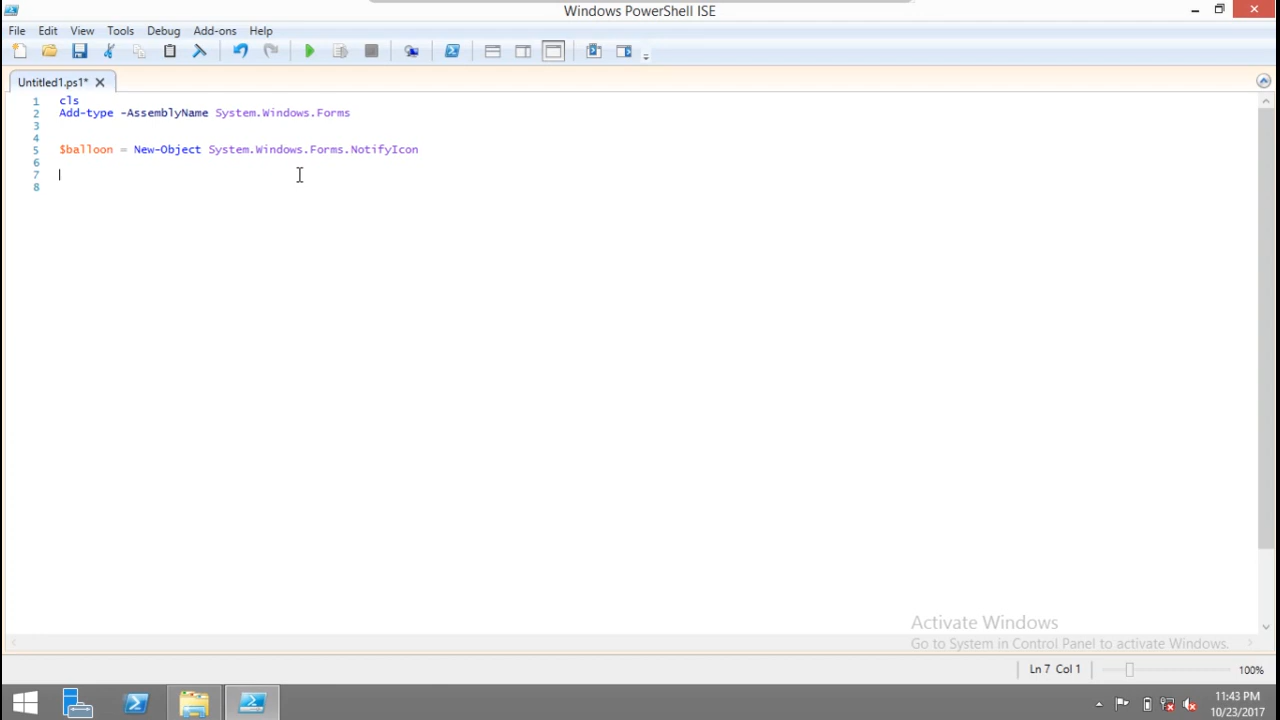 Windows PowerShell ISE
File Edit View Tools Debug Add-ons Help
Untitled1.ps1*
1 cls
2 Add-type -AssemblyName System.Windows.Forms
3
4
5 $balloon = New-Object System.Windows.Forms.NotifyIcon
6
7
8
Activate Windows
Go to System in Control Panel to activate Windows.
Ln 7 Col 1 100%
11:43 PM
10/23/2017